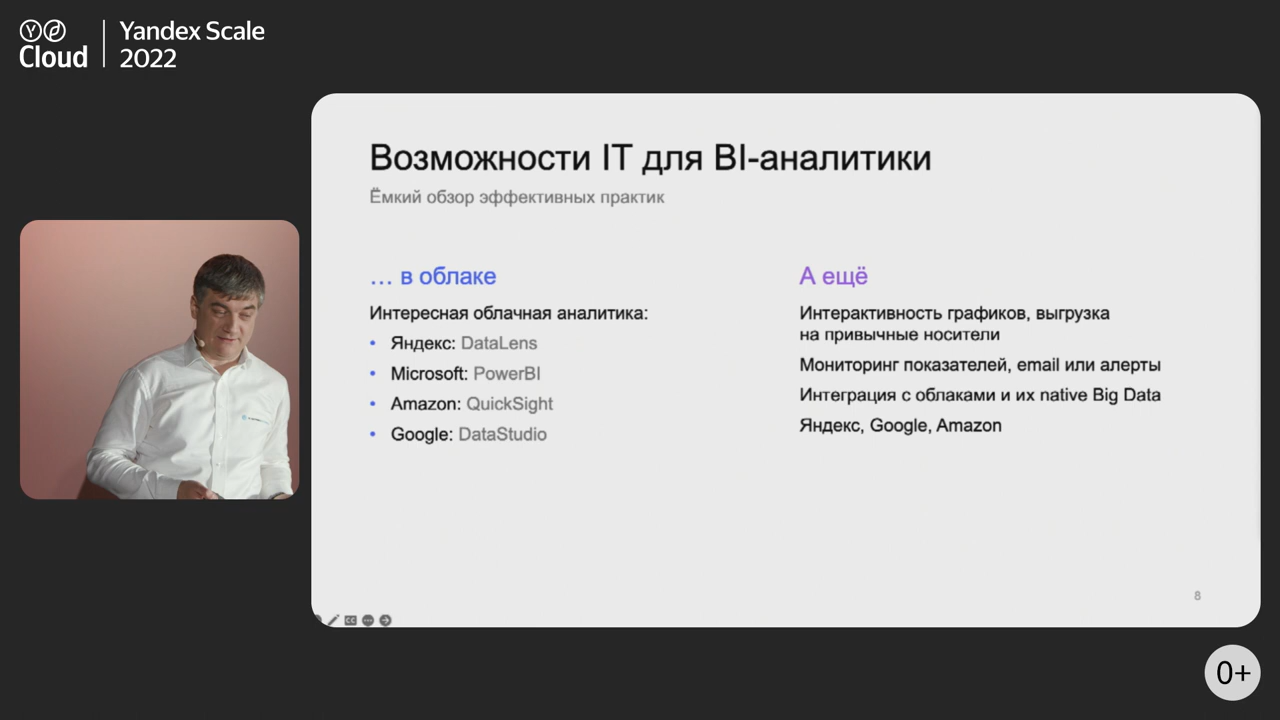 Cloud
Yandex Scale
2022
Возможности IT для BI-аналитики
Ёмкий обзор эффективных практик
… в облаке
Интересная облачная аналитика:
• Яндекс: DataLens
• Microsoft: PowerBI
• Amazon: QuickSight
• Google: DataStudio
А ещё
Интерактивность графиков, выгрузка
на привычные носители
Мониторинг показателей, email или алерты
Интеграция с облаками и их native Big Data
Яндекс, Google, Amazon
8
0+